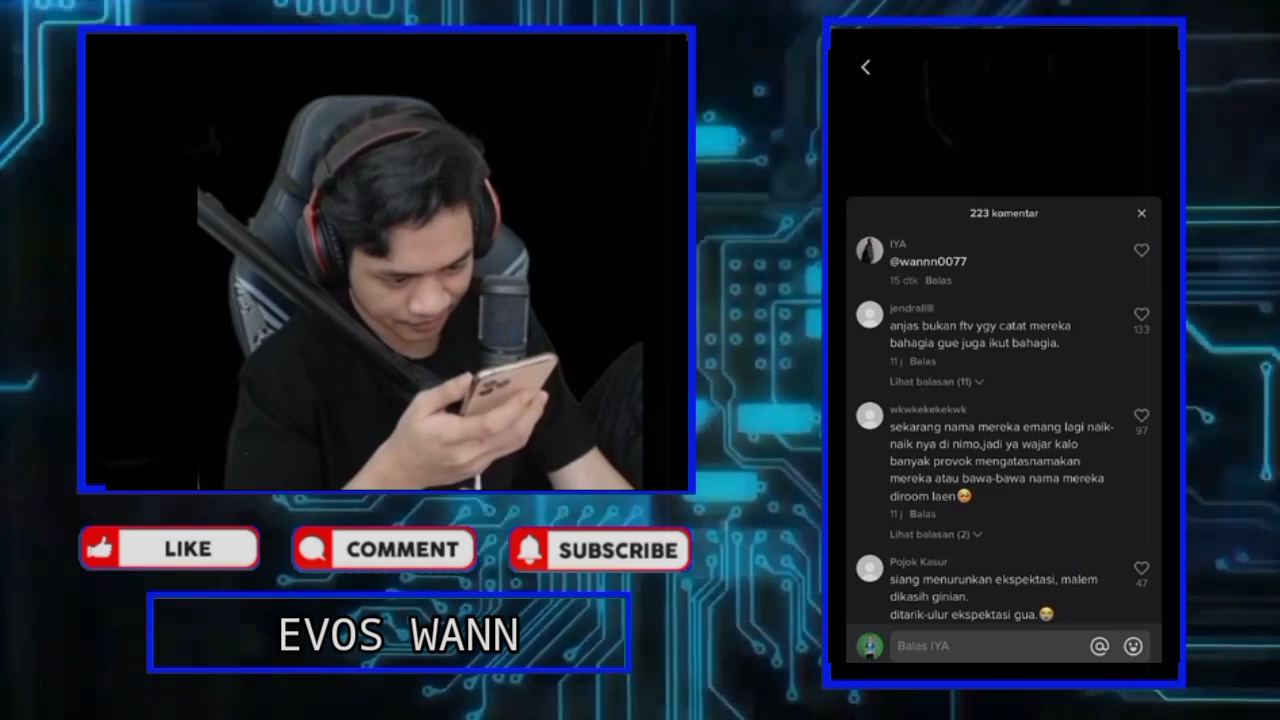 LIKE
COMMENT
SUBSCRIBE
EVOS WANN
223 komentar
IYA
@wannn0077
15 dtk Balas
jendrallll
133
anjas bukan ftv ygy catat mereka
bahagia gue juga ikut bahagia.
11 j Balas
Lihat balasan (11)
wkwkekekekwk
97
sekarang nama mereka emang lagi naik-
naik nya di nimo,jadi ya wajar kalo
banyak provok mengatasnamakan
mereka atau bawa-bawa nama mereka
diroom laen🥺
11 j Balas
Lihat balasan (2)
Pojok Kasur
47
siang menurunkan ekspektasi, malem
dikasih ginian.
ditarik-ulur ekspektasi gua.😭
Balas IYA